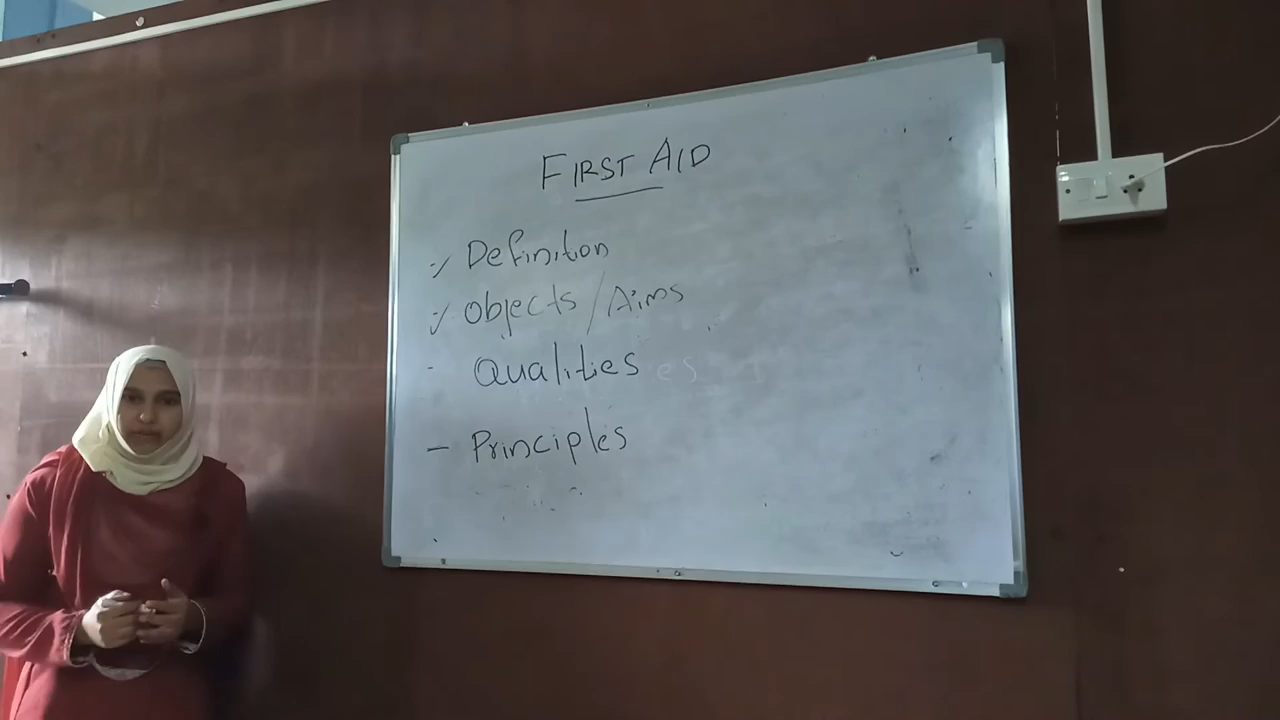 FIRST AID
✓ Definition
✓ Objects / Aims
- Qualities
- Principles